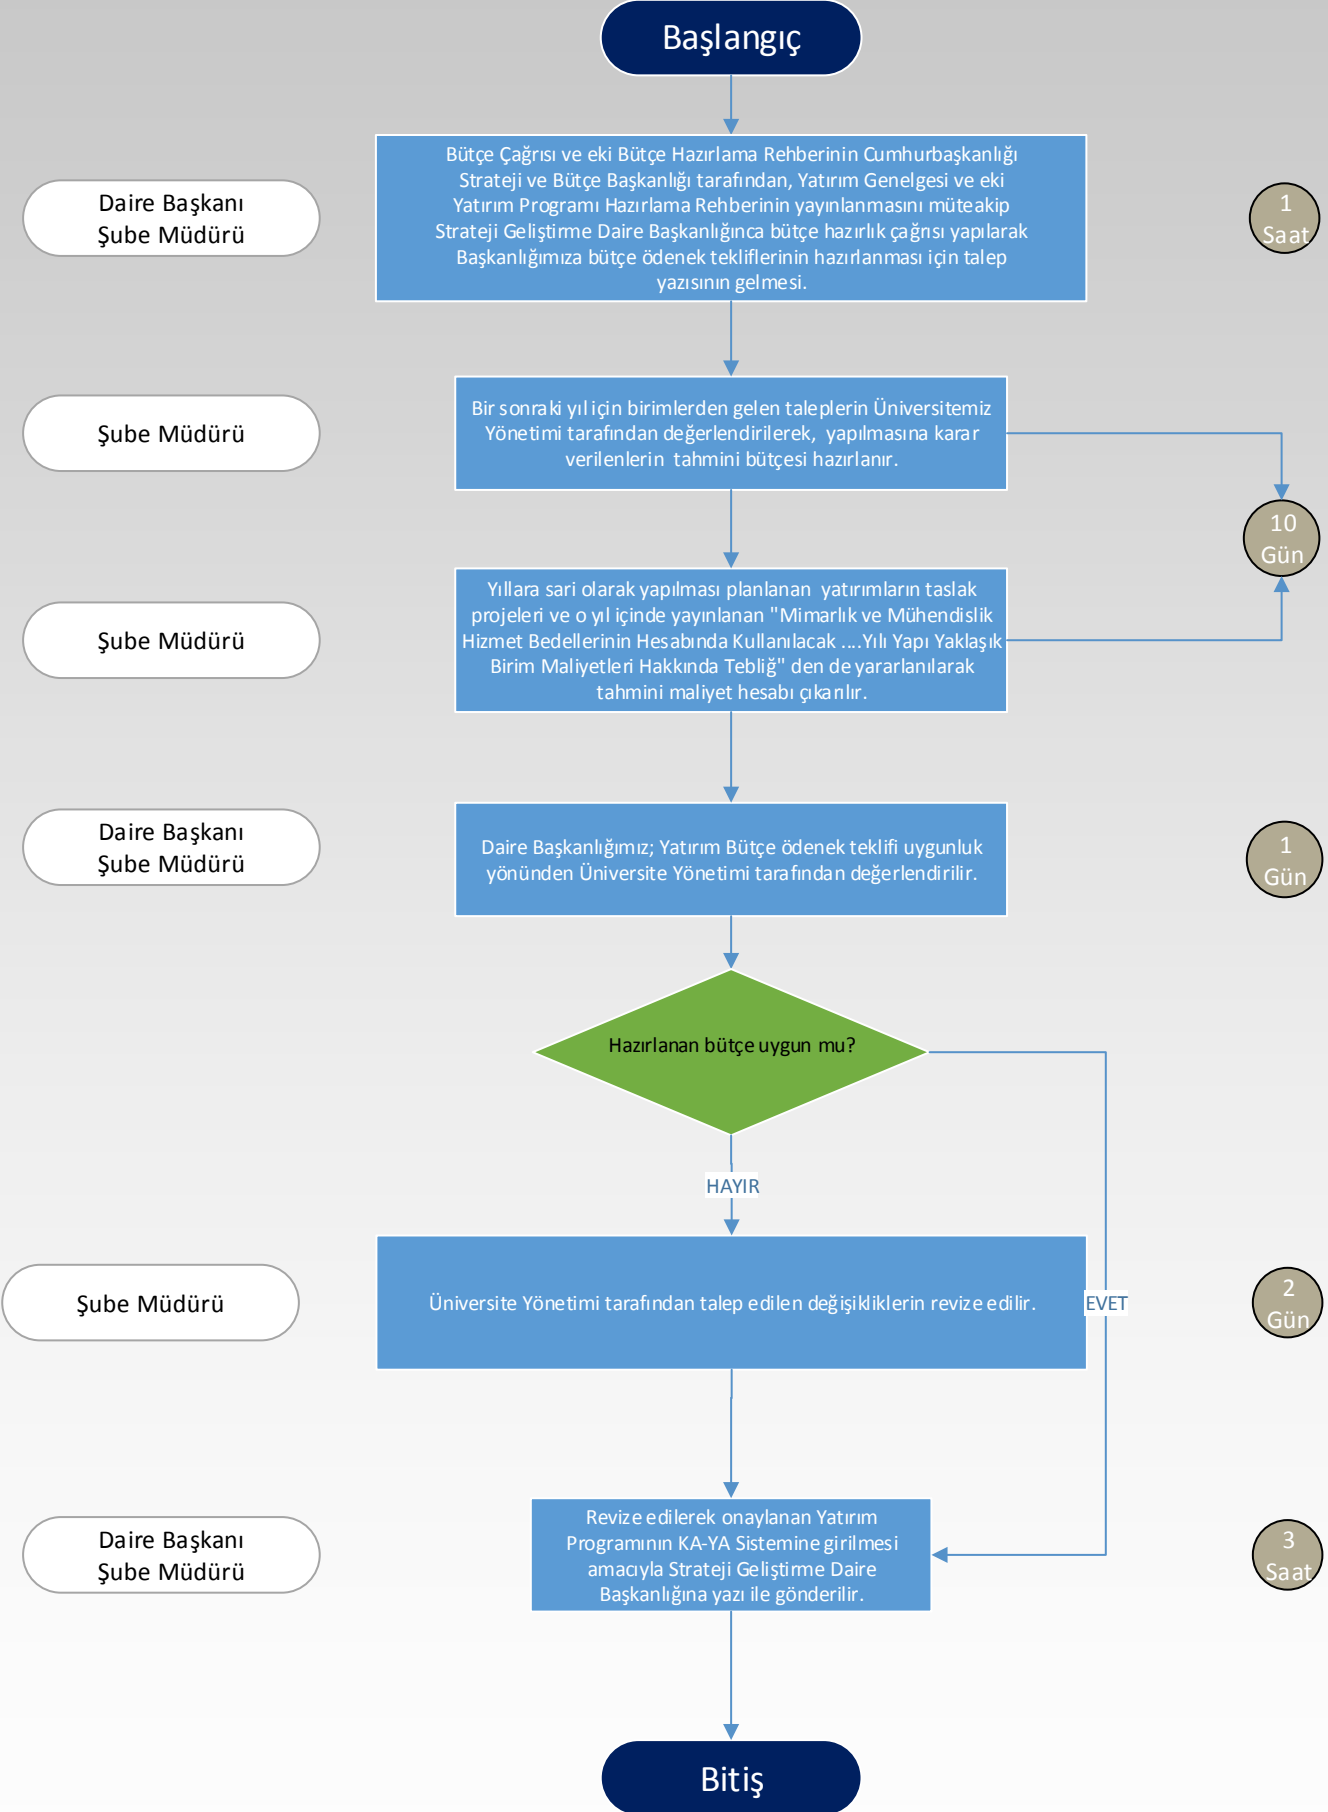 Başlangıç
Daire Başkanı
Şube Müdürü
Bütçe Çağrısı ve eki Bütçe Hazırlama Rehberinin Cumhurbaşkanlığı
Strateji ve Bütçe Başkanlığı tarafından, Yatırım Genelgesi ve eki
Yatırım Programı Hazırlama Rehberinin yayınlanmasını müteakip
Strateji Geliştirme Daire Başkanlığınca bütçe hazırlık çağrısı yapılarak
Başkanlığımıza bütçe ödenek tekliflerinin hazırlanması için talep
yazısının gelmesi.
1
Saat
Şube Müdürü
Bir sonraki yıl için birimlerden gelen taleplerin Üniversitemiz
Yönetimi tarafından değerlendirilerek, yapılmasına karar
verilenlerin tahmini bütçesi hazırlanır.
10
Gün
Şube Müdürü
Yıllara sari olarak yapılması planlanan yatırımların taslak
projeleri ve o yıl içinde yayınlanan "Mimarlık ve Mühendislik
Hizmet Bedellerinin Hesabında Kullanılacak ....Yılı Yapı Yaklaşık
Birim Maliyetleri Hakkında Tebliğ" den de yararlanılarak
tahmini maliyet hesabı çıkarılır.
Daire Başkanı
Şube Müdürü
Daire Başkanlığımız; Yatırım Bütçe ödenek teklifi uygunluk
yönünden Üniversite Yönetimi tarafından değerlendirilir.
1
Gün
Hazırlanan bütçe uygun mu?
HAYIR
Şube Müdürü
Üniversite Yönetimi tarafından talep edilen değişikliklerin revize edilir.
EVET
2
Gün
Daire Başkanı
Şube Müdürü
Revize edilerek onaylanan Yatırım
Programının KA-YA Sistemine girilmesi
amacıyla Strateji Geliştirme Daire
Başkanlığına yazı ile gönderilir.
3
Saat
Bitiş